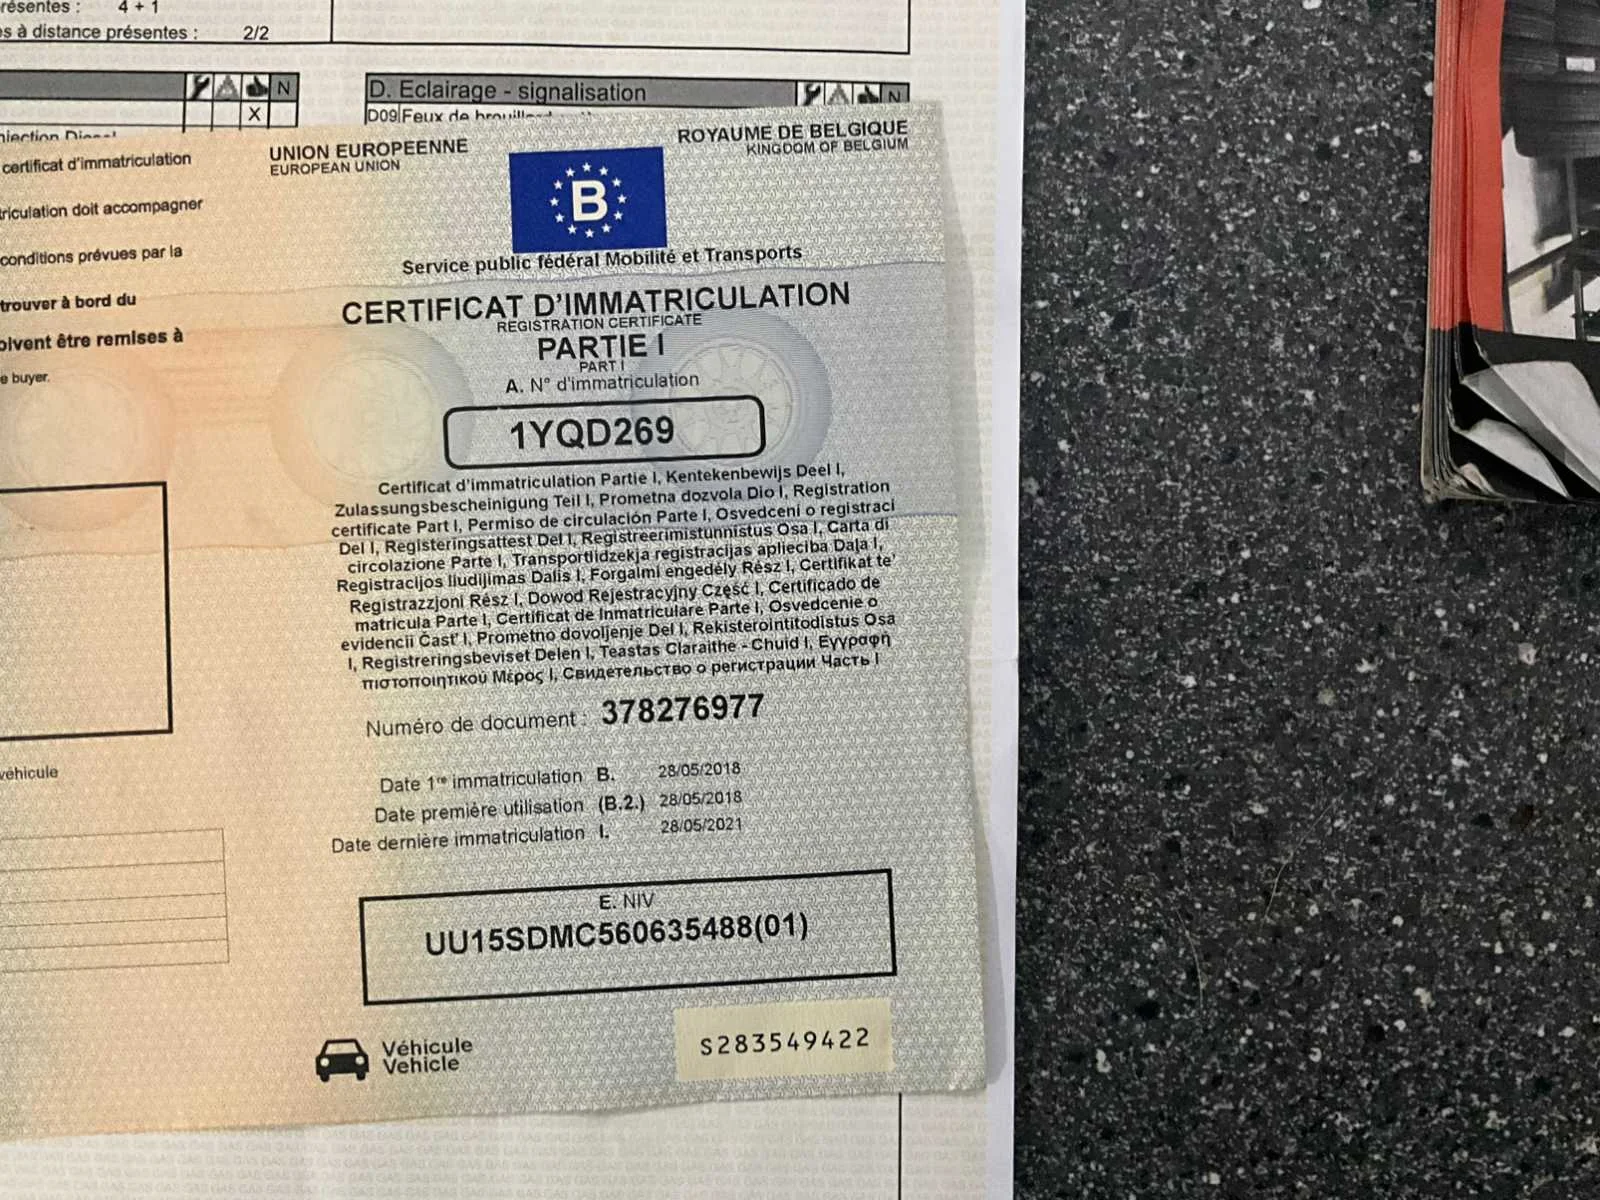 résentes : 4 + 1
s à distance présentes : 2/2
N
X
D. Eclairage - signalisation
N
D09 Feux de
certificat d'immatriculation
triculation doit accompagner
conditions prévues par la
trouver à bord du
oivent être remises à
e buyer.
véhicule
UNION EUROPEENNE
EUROPEAN UNION
ROYAUME DE BELGIQUE
KINGDOM OF BELGIUM
B
Service public fédéral Mobilité et Transports
CERTIFICAT D'IMMATRICULATION
REGISTRATION CERTIFICATE
PARTIE I
PART I
A. N° d'immatriculation
1YQD269
Certificat d'immatriculation Partie I, Kentekenbewijs Deel I,
Zulassungsbescheinigung Teil I, Prometna dozvola Dio I, Registration
certificate Part I, Permiso de circulación Parte I, Osvedceni o registraci
Del I, Registeringsattest Del I, Registreerimistunnistus Osa I, Carta di
circolazione Parte I, Transportlidzekja registracijas aplieciba Daļa I,
Registracijos liudijimas Dalis I, Forgalmi engedély Rész I, Certifikat te'
Registrazzjoni Rész I, Dowod Rejestracyjny Część I, Certificado de
matricula Parte I, Certificat de Inmatriculare Parte I, Osvedcenie o
evidencii Čast' I, Prometno dovoljenje Del I, Rekisterointitodistus Osa
I, Registreringsbeviset Delen I, Teastas Claraithe - Chuid I, Εγγραφή
πιστοποιητικού Μέρος I, Свидетельство о регистрации Часть I
Numéro de document : 378276977
Date 1re immatriculation B. 28/05/2018
Date première utilisation (B.2.) 28/05/2018
Date dernière immatriculation I. 28/05/2021
E. NIV
UU15SDMC560635488(01)
Véhicule
Vehicle
S283549422